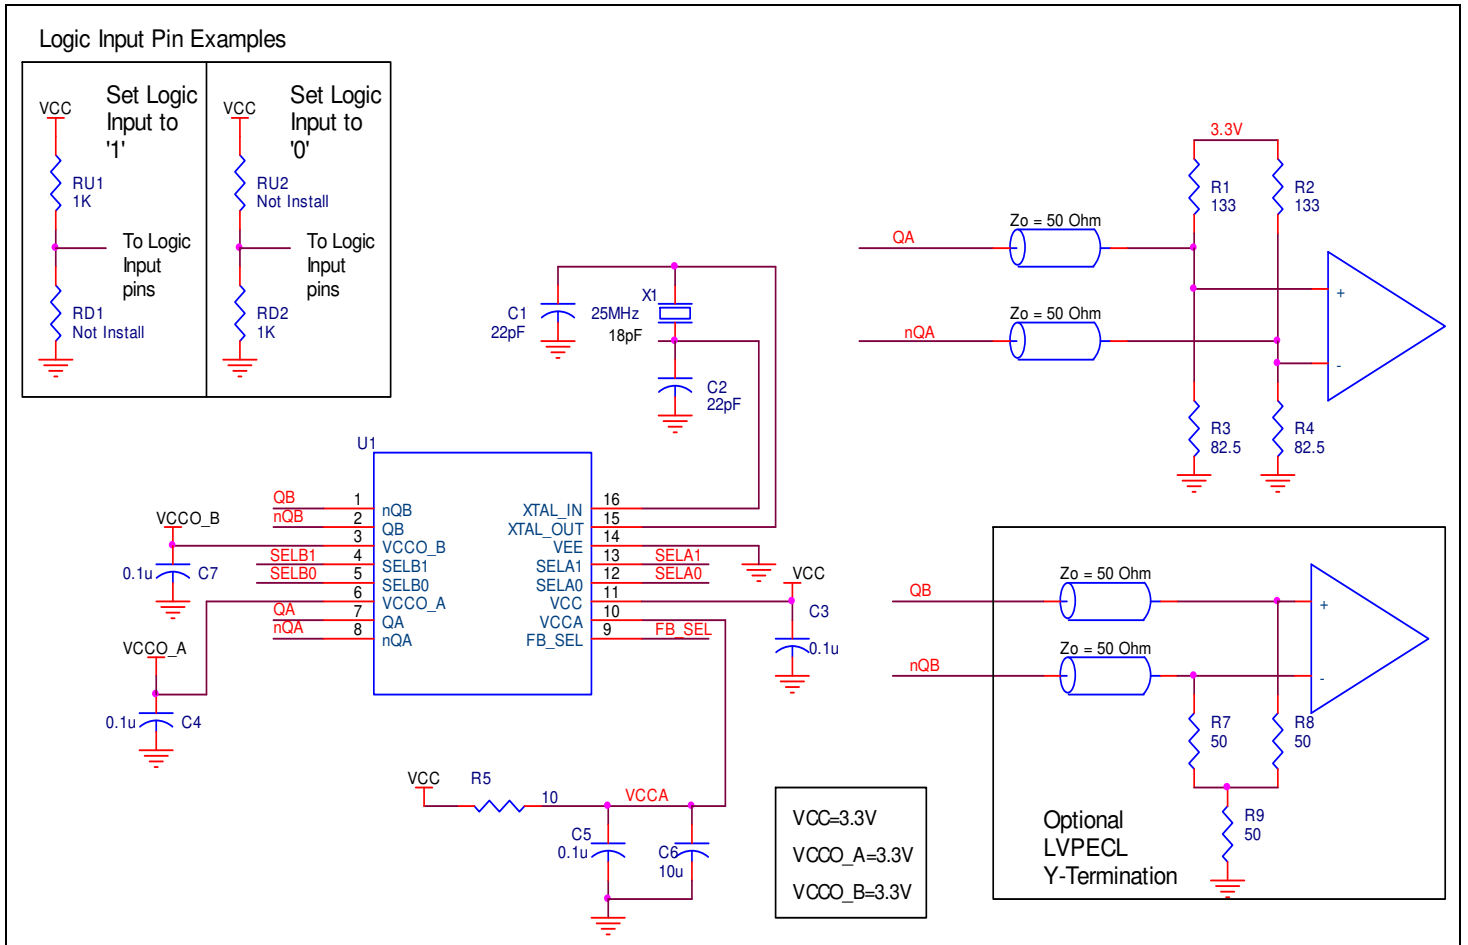 Logic Input Pin Examples
VCC
Set Logic
Input to
'1'
RU1
1K
To Logic
Input
pins
RD1
Not Install
VCC
Set Logic
Input to
'0'
RU2
Not Install
To Logic
Input
pins
RD2
1K
C1
22pF
X1
25MHz
18pF
C2
22pF
3.3V
R1
133
R2
133
QA
Zo = 50 Ohm
nQA
Zo = 50 Ohm
+
-
R3
82.5
R4
82.5
U1
QB
1
nQB
nQB
2
QB
VCCO_B
3
VCCO_B
SELB1
4
SELB1
SELB0
5
SELB0
6
VCCO_A
QA
7
QA
nQA
8
nQA
0.1u
C7
VCCO_A
0.1u
C4
XTAL_IN
16
XTAL_OUT
15
VEE
14
SELA1
13
SELA1
SELA0
12
SELA0
VCC
11
VCCA
10
FB_SEL
9
FB_SEL
VCC
C3
0.1u
QB
Zo = 50 Ohm
nQB
Zo = 50 Ohm
+
-
R7
50
R8
50
R9
50
Optional
LVPECL
Y-Termination
VCC
R5
10
VCCA
C5
0.1u
C6
10u
VCC=3.3V
VCCO_A=3.3V
VCCO_B=3.3V